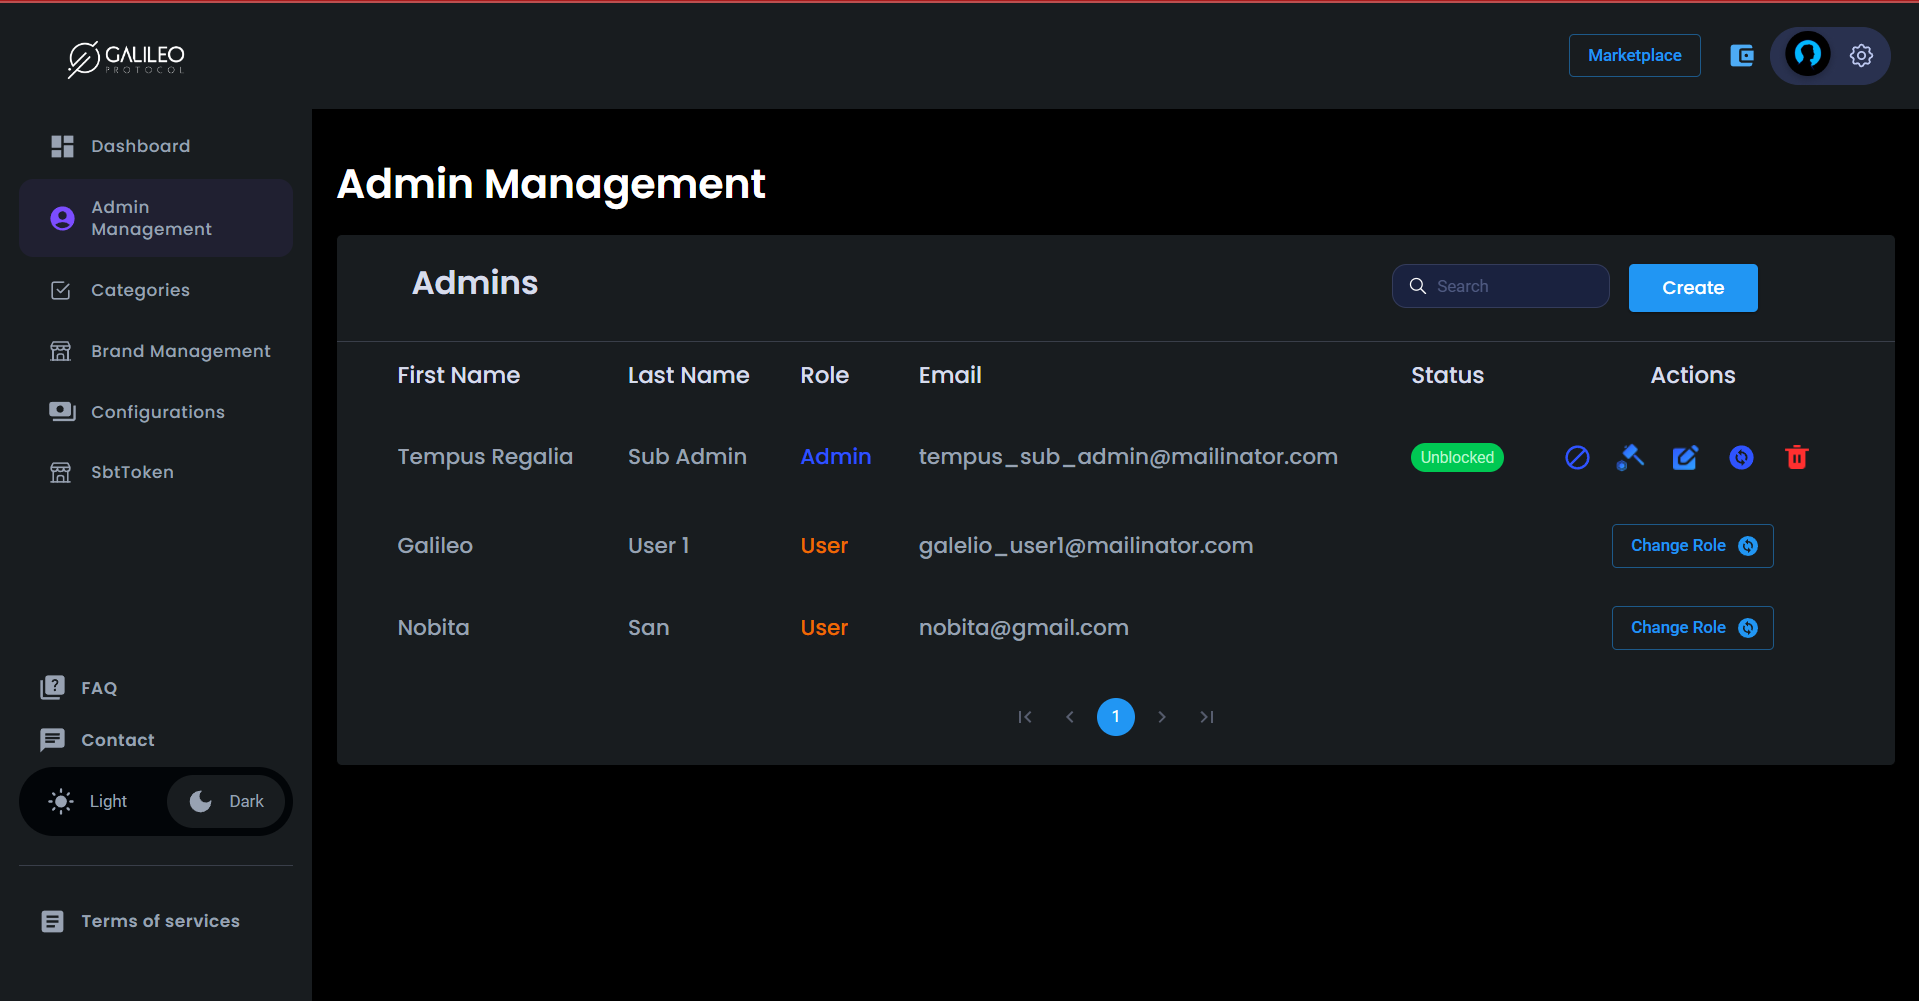 GALILEO
PROTOCOL
Marketplace
Dashboard
Admin
Management
Categories
Brand Management
Configurations
SbtToken
FAQ
Contact
Light
Dark
Terms of services
Admin Management
Admins
Search
Create
First Name Last Name Role Email Status Actions
Tempus Regalia Sub Admin Admin tempus_sub_admin@mailinator.com Unblocked
Galileo User 1 User galelio_user1@mailinator.com Change Role
Nobita San User nobita@gmail.com Change Role
1